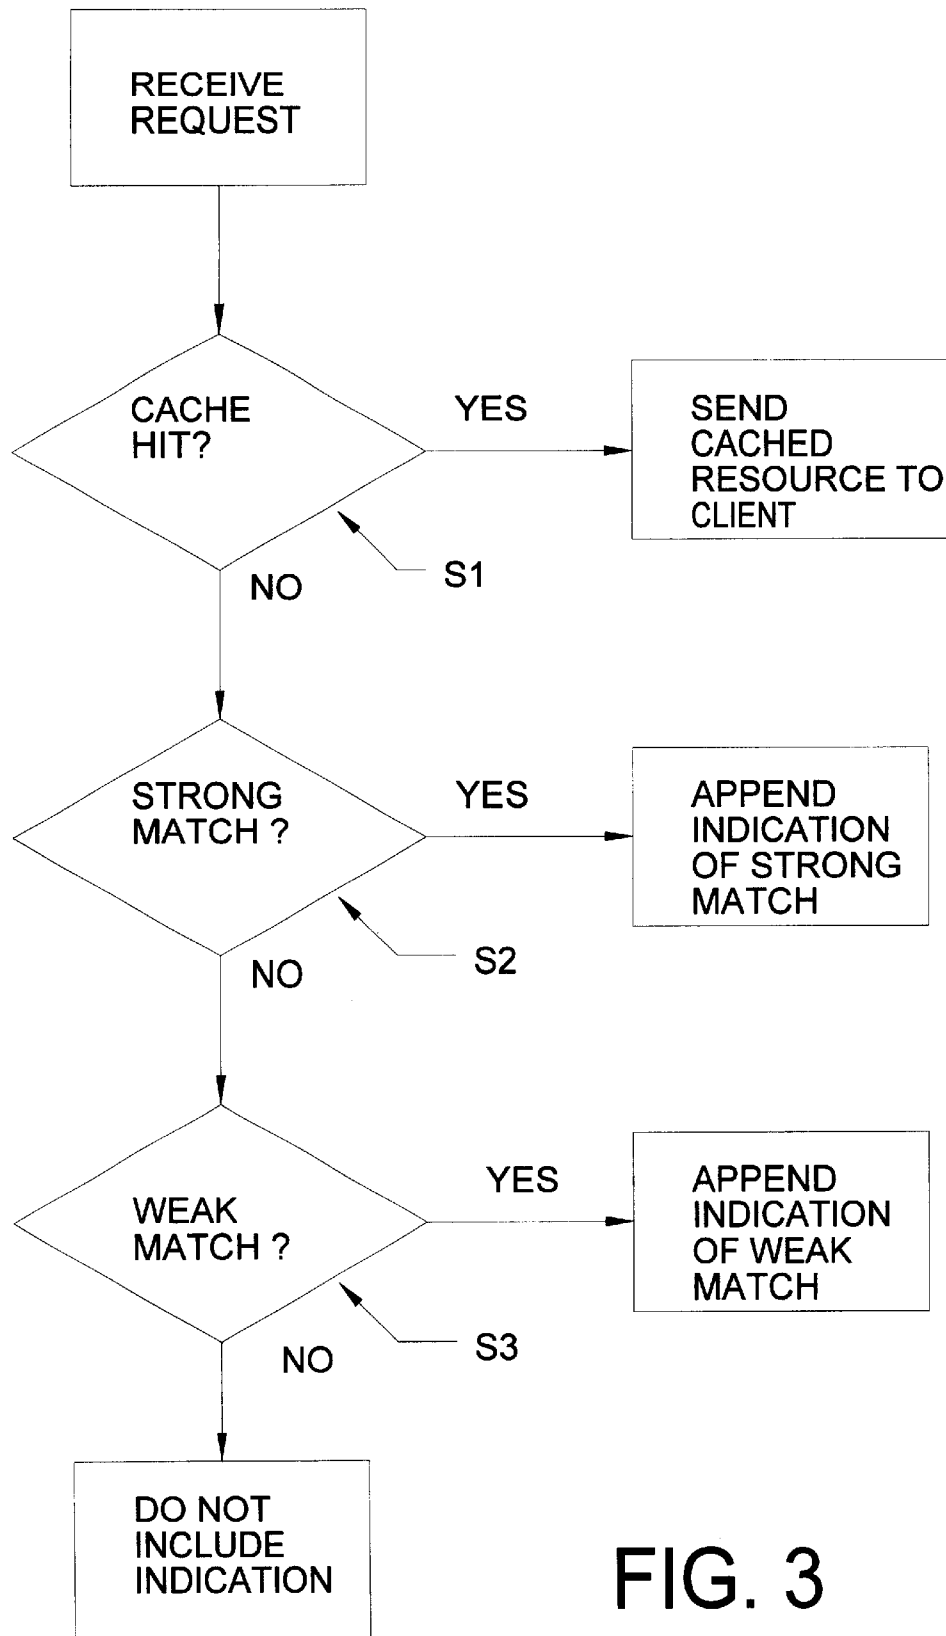 RECEIVE
REQUEST
CACHE
HIT?
YES
SEND
CACHED
RESOURCE TO
CLIENT
S1
NO
STRONG
MATCH ?
YES
APPEND
INDICATION
OF STRONG
MATCH
S2
NO
WEAK
MATCH ?
YES
APPEND
INDICATION
OF WEAK
MATCH
S3
NO
DO NOT
INCLUDE
INDICATION
FIG. 3